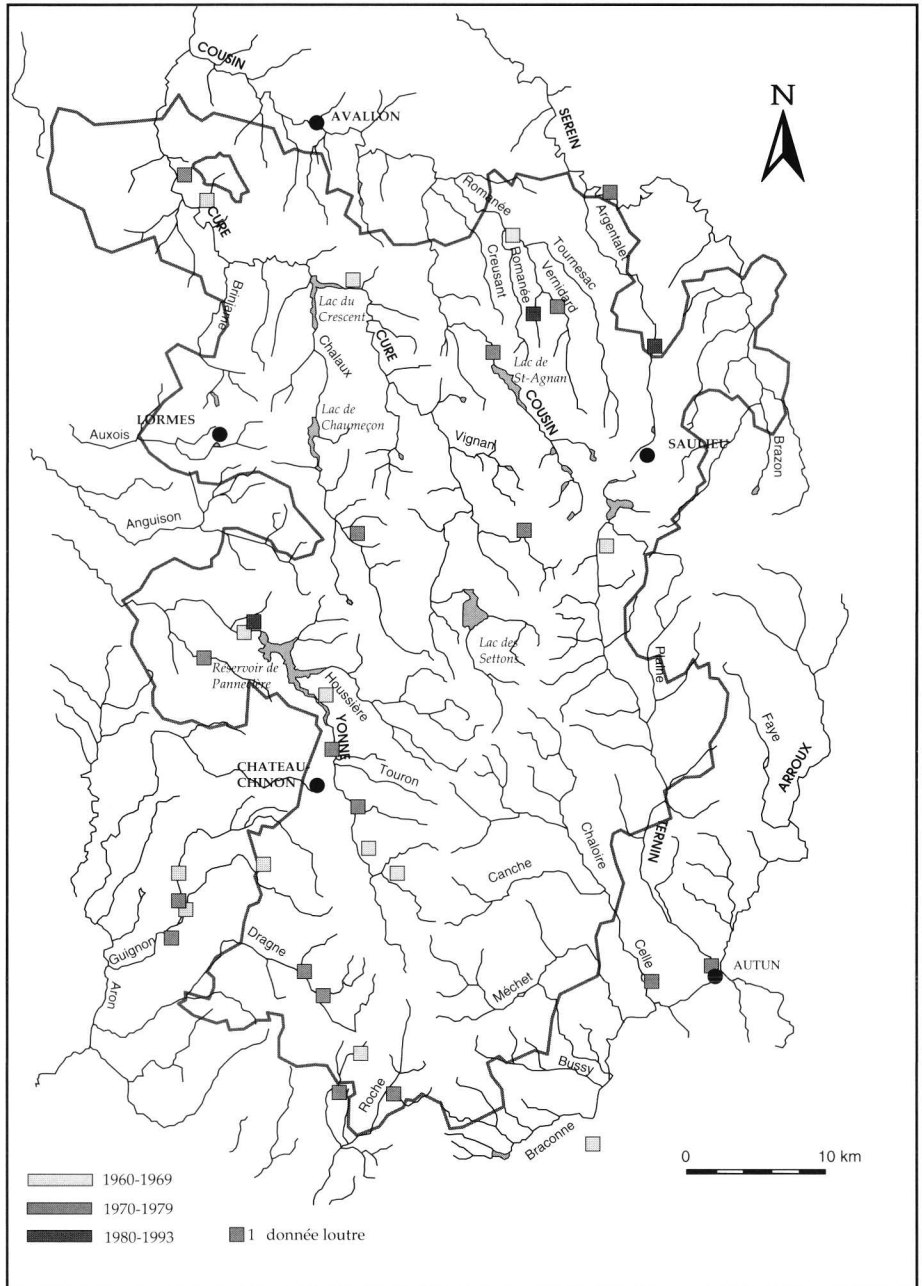 COUSIN
AVALLON
N
SEREIN
Romanée
Argentalet
CURE
Creusant
Romanée
Vernidard
Tournesac
Brinjame
Lac du
Crescent
CURE
Chalaux
Lac de
St-Agnan
COUSIN
LORMES
Lac de
Chaumeçon
Auxois
Vignan
SAULIEU
Brazon
Anguison
Lac des
Settons
Réservoir de
Pannecière
Houssière
Plaine
Faye
YONNE
ARROUX
CHATEAU-
CHINON
Touron
TERNIN
Chaloire
Canche
Guignon
Dragne
Celle
AUTUN
Aron
Méchet
Bussy
Roche
Braconne
0 10 km
1960-1969
1970-1979
1980-1993
1 donnée loutre